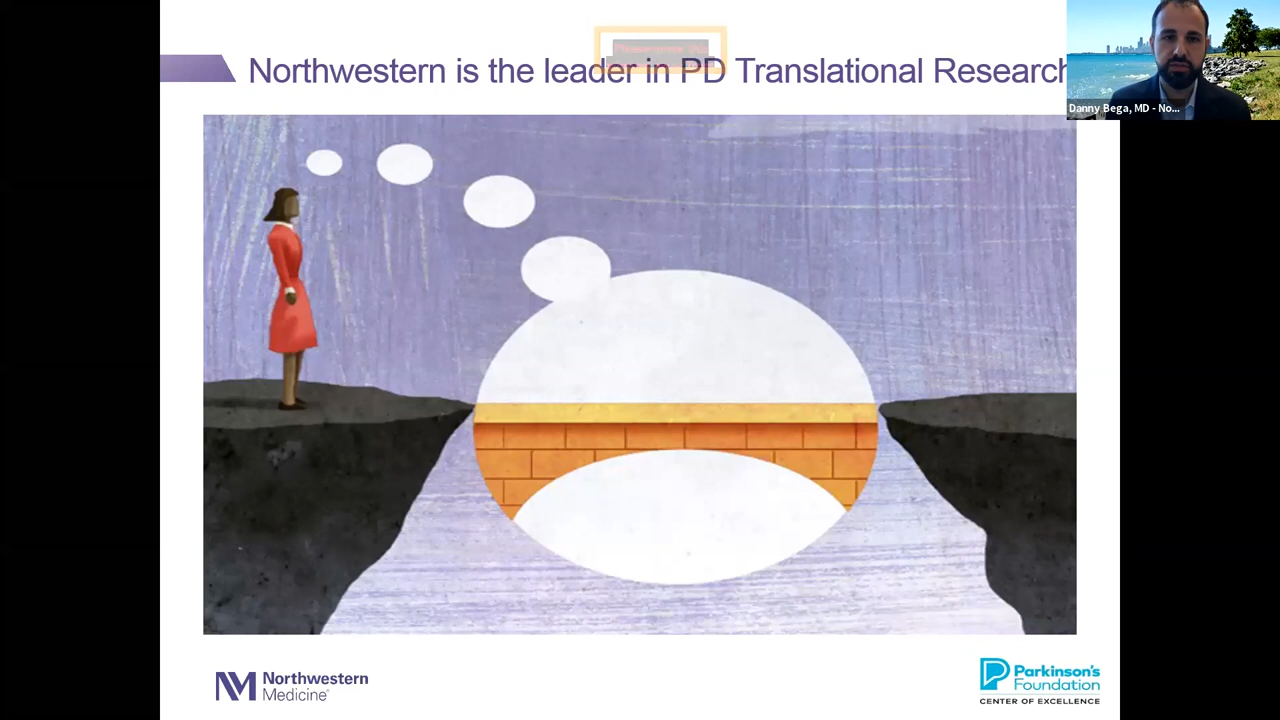 Northwestern is the leader in PD Translational Research
Danny Bega, MD - No...
Northwestern
Medicine
Parkinson's
Foundation
CENTER OF EXCELLENCE